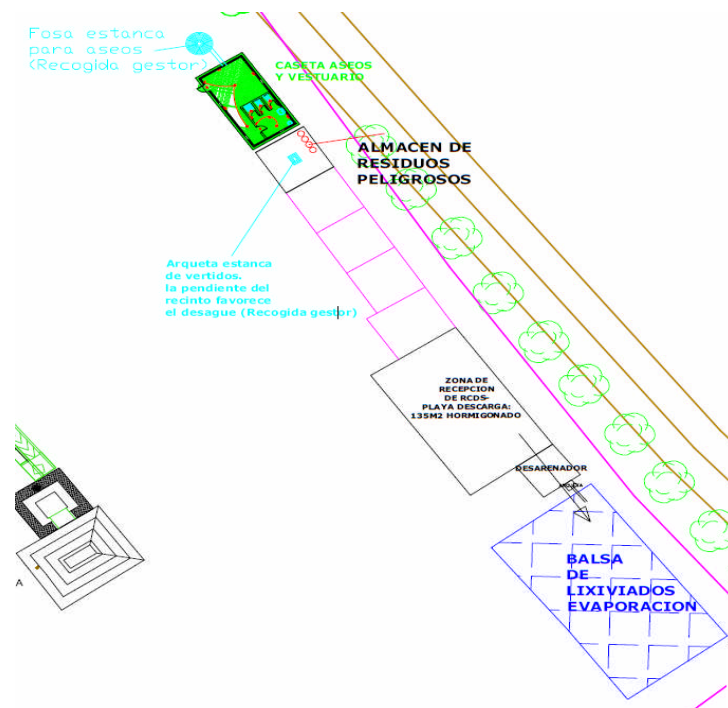 Fosa estanca
para aseos
(Recogida gestor)
CASETA ASEOS
Y VESTUARIO
ALMACEN DE
RESIDUOS
PELIGROSOS
Arqueta estanca
de vertidos.
la pendiente del
recinto favorece
el desague (Recogida gestor)
ZONA DE
RECEPCION
DE RCDS-
PLAYA DESCARGA:
135M2 HORMIGONADO
DESARENADOR
BALSA
DE
LIXIVIADOS
EVAPORACION
A